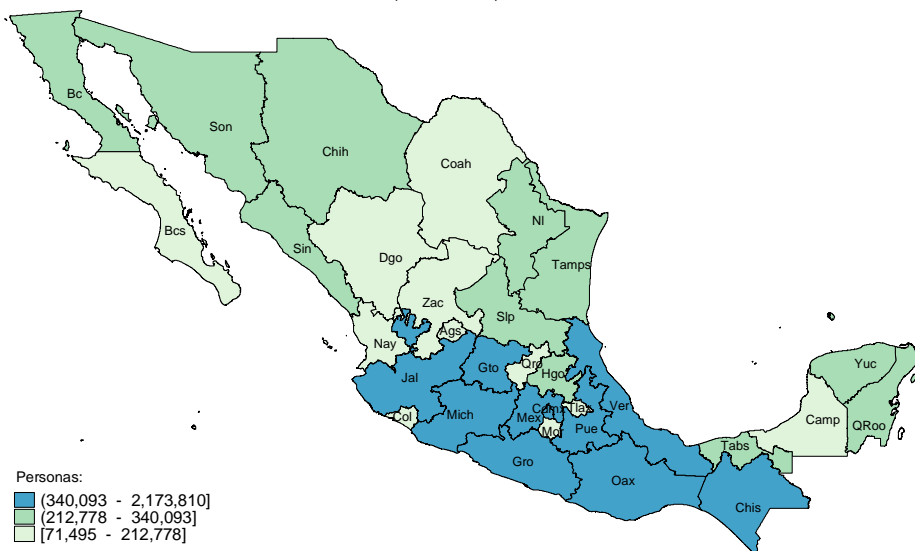 Bc
Son
Chih
Coah
Bcs
Nl
Sin
Dgo
Tamps
Zac
Slp
Nay
Ags
Jal
Gto
Qro
Hgo
Yuc
Col
Mich
Mex
Cdmx
Tlax
Ver
Camp
QRoo
Mor
Pue
Tabs
Gro
Oax
Chis
Personas:
(340,093 - 2,173,810]
(212,778 - 340,093]
[71,495 - 212,778]